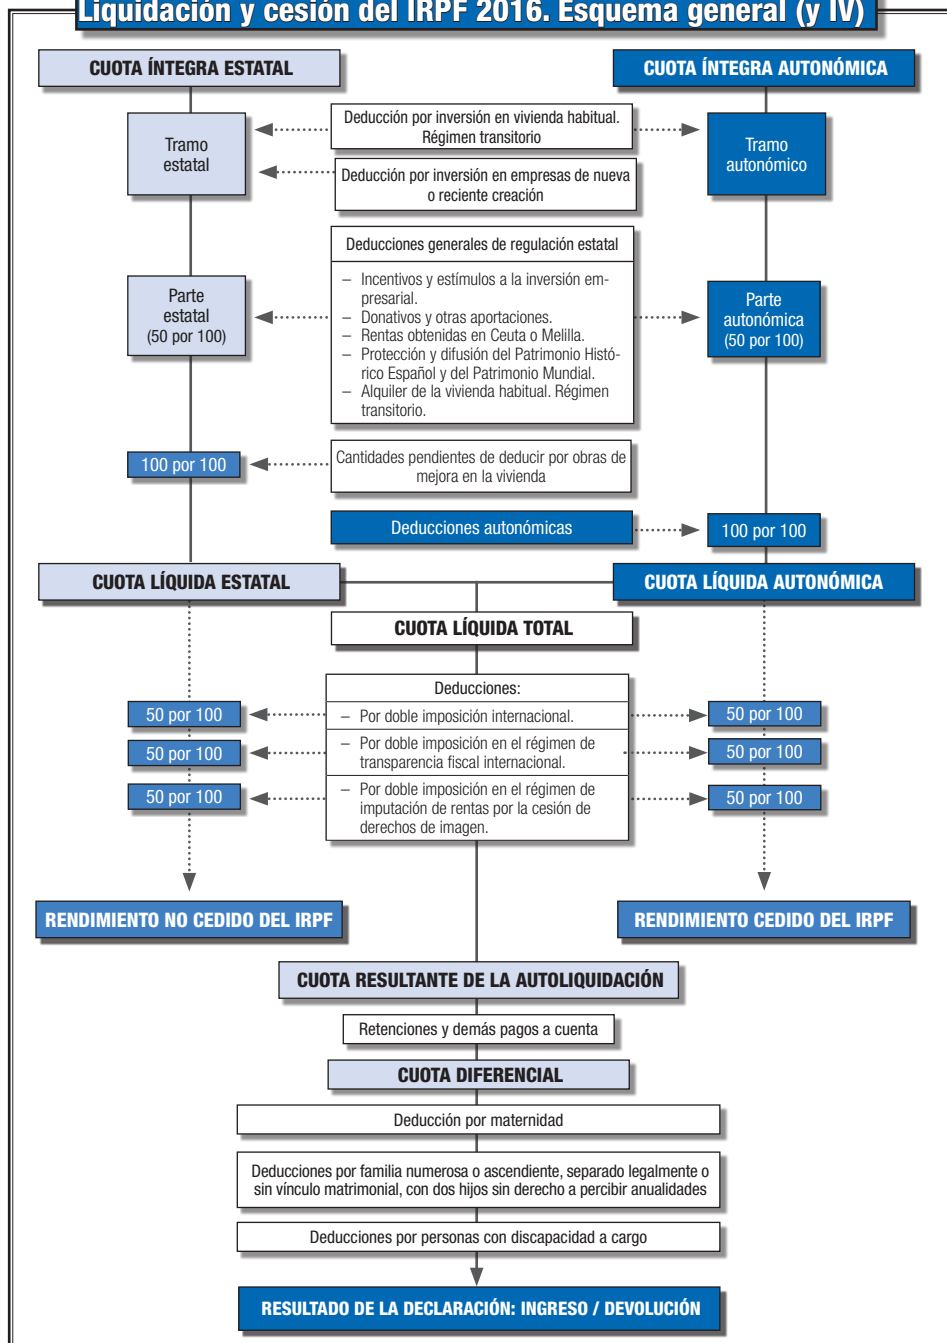 Liquidación y cesión del IRPF 2016. Esquema general (y IV)
CUOTA ÍNTEGRA ESTATAL
CUOTA ÍNTEGRA AUTONÓMICA
Tramo
estatal
Deducción por inversión en vivienda habitual.
Régimen transitorio
Tramo
autonómico
Deducción por inversión en empresas de nueva
o reciente creación
Deducciones generales de regulación estatal
– Incentivos y estímulos a la inversión em-
presarial.
– Donativos y otras aportaciones.
– Rentas obtenidas en Ceuta o Melilla.
– Protección y difusión del Patrimonio Histó-
rico Español y del Patrimonio Mundial.
– Alquiler de la vivienda habitual. Régimen
transitorio.
Parte
estatal
(50 por 100)
Parte
autonómica
(50 por 100)
100 por 100
Cantidades pendientes de deducir por obras de
mejora en la vivienda
Deducciones autonómicas
100 por 100
CUOTA LÍQUIDA ESTATAL
CUOTA LÍQUIDA AUTONÓMICA
CUOTA LÍQUIDA TOTAL
Deducciones:
50 por 100
– Por doble imposición internacional.
50 por 100
50 por 100
– Por doble imposición en el régimen de
transparencia fiscal internacional.
50 por 100
50 por 100
– Por doble imposición en el régimen de
imputación de rentas por la cesión de
derechos de imagen.
50 por 100
RENDIMIENTO NO CEDIDO DEL IRPF
RENDIMIENTO CEDIDO DEL IRPF
CUOTA RESULTANTE DE LA AUTOLIQUIDACIÓN
Retenciones y demás pagos a cuenta
CUOTA DIFERENCIAL
Deducción por maternidad
Deducciones por familia numerosa o ascendiente, separado legalmente o
sin vínculo matrimonial, con dos hijos sin derecho a percibir anualidades
Deducciones por personas con discapacidad a cargo
RESULTADO DE LA DECLARACIÓN: INGRESO / DEVOLUCIÓN